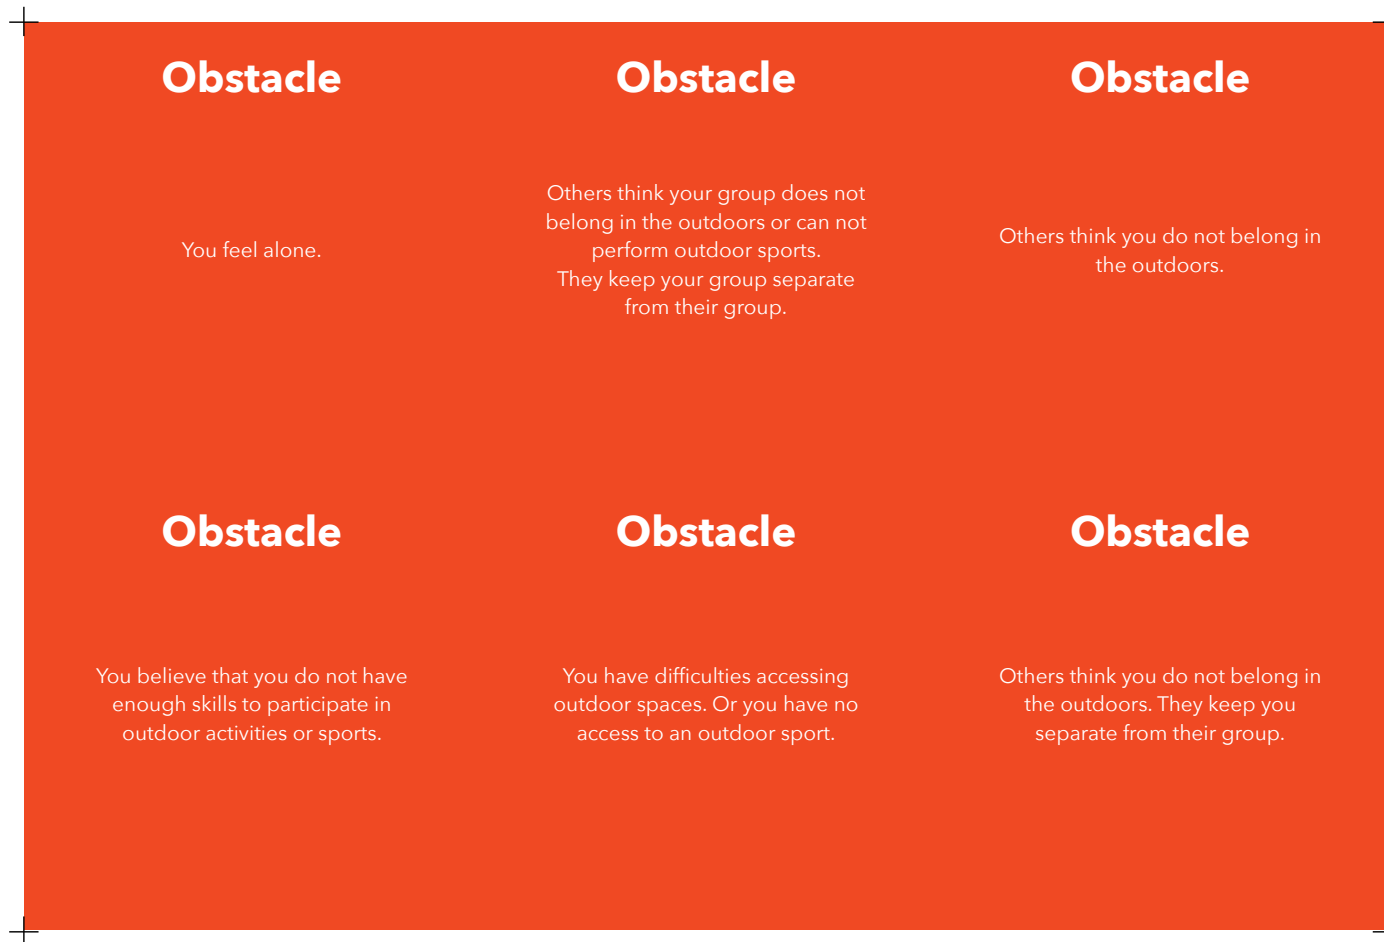 Obstacle
You feel alone.
Obstacle
Others think your group does not
belong in the outdoors or can not
perform outdoor sports.
They keep your group separate
from their group.
Obstacle
Others think you do not belong in
the outdoors.
Obstacle
You believe that you do not have
enough skills to participate in
outdoor activities or sports.
Obstacle
You have difficulties accessing
outdoor spaces. Or you have no
access to an outdoor sport.
Obstacle
Others think you do not belong in
the outdoors. They keep you
separate from their group.